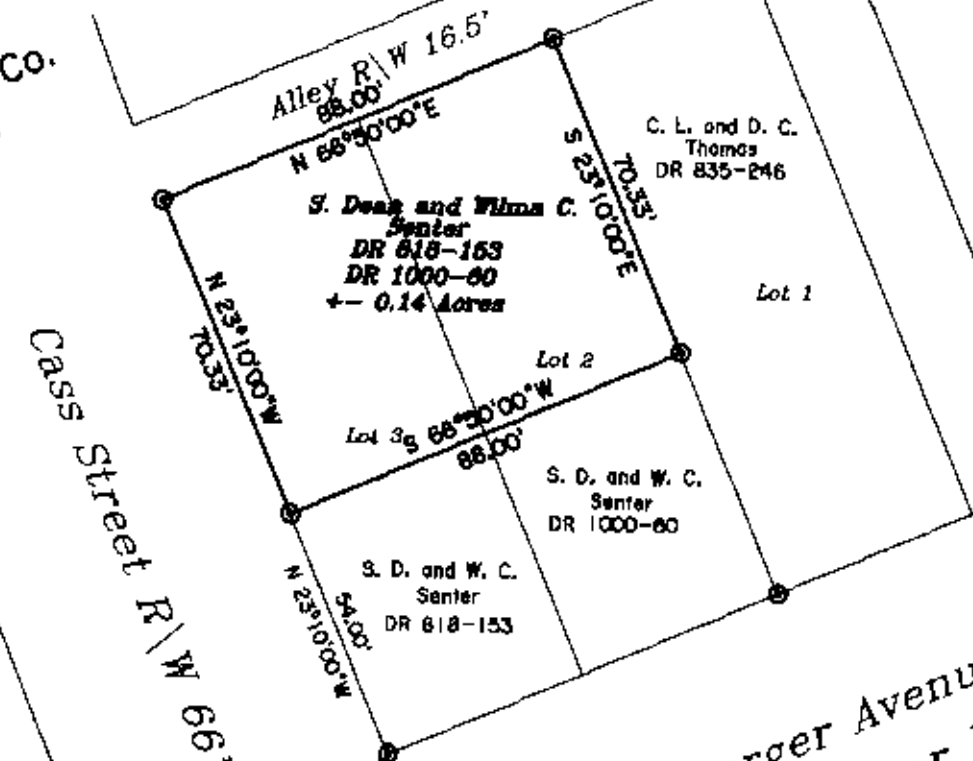 Co.
Alley R\W 16.5'
88.00'
N 66°50'00"E
S 23°10'00"E
70.33'
C. L. and D. C.
Thomas
DR 835-246
S. Dean and Wilma C.
Senter
DR 618-153
DR 1000-60
+- 0.14 Acres
Lot 1
N 23°10'00"W
70.33'
Lot 2
Lot 3
S 66°50'00"W
88.00'
Cass Street R\W 66'
S. D. and W. C.
Senter
DR 1000-60
S. D. and W. C.
Senter
DR 618-153
54.00'
N 23°10'00"W
rger Avenu